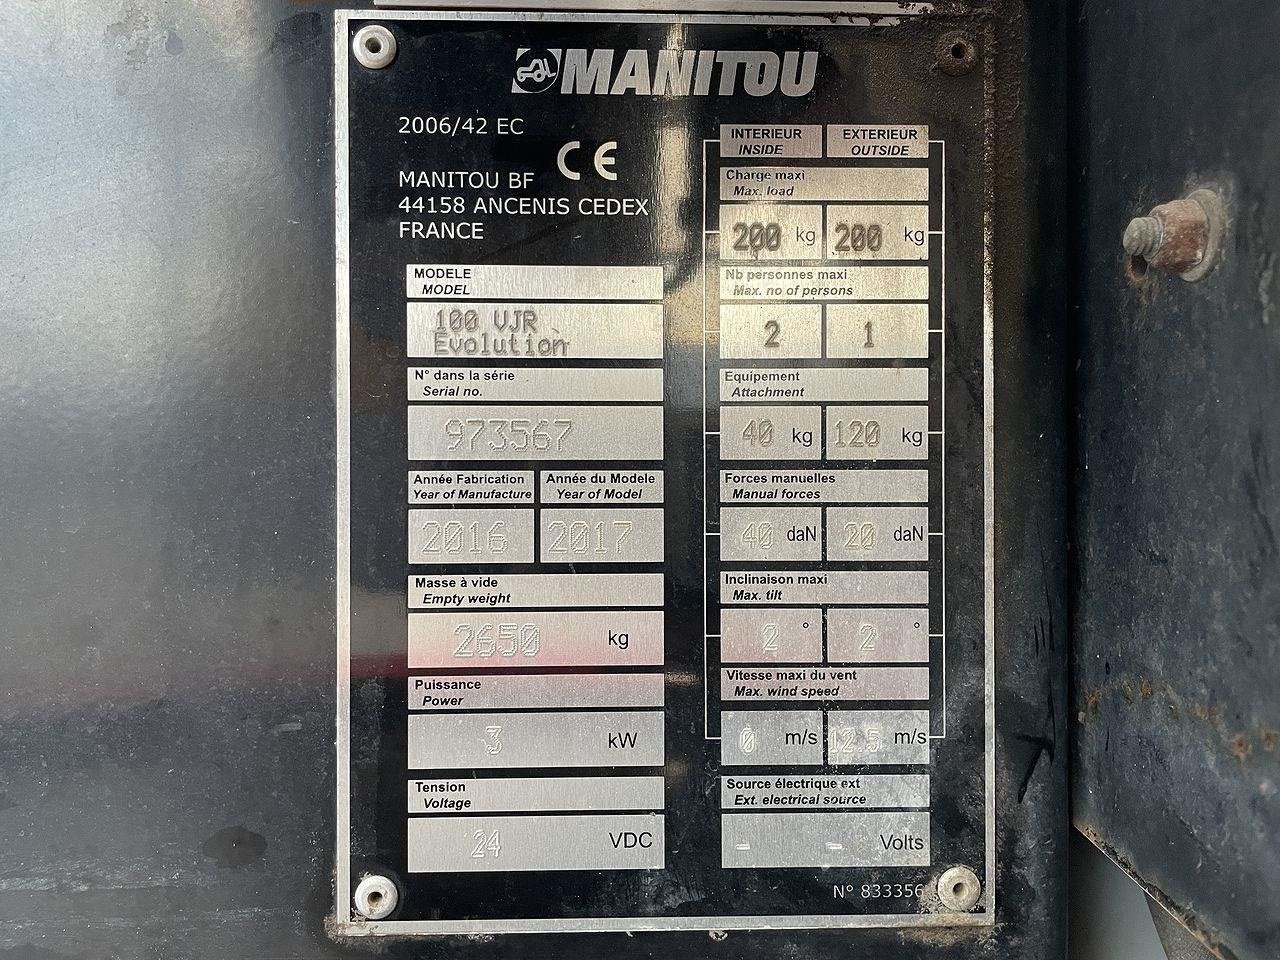 MANITOU
2006/42 EC
CE
MANITOU BF
44158 ANCENIS CEDEX
FRANCE
MODELE
MODEL
100 VJR
Evolution
N° dans la série
Serial no.
973567
Année Fabrication
Year of Manufacture
Année du Modele
Year of Model
2016
2017
Masse à vide
Empty weight
2650 kg
Puissance
Power
3 kW
Tension
Voltage
24 VDC
INTERIEUR
INSIDE
EXTERIEUR
OUTSIDE
Charge maxi
Max. load
200 kg 200 kg
Nb personnes maxi
Max. no of persons
2 1
Equipement
Attachment
40 kg 120 kg
Forces manuelles
Manual forces
40 daN 20 daN
Inclinaison maxi
Max. tilt
2 ° 2 °
Vitesse maxi du vent
Max. wind speed
0 m/s 12.5 m/s
Source électrique ext
Ext. electrical source
- - Volts
N° 833356